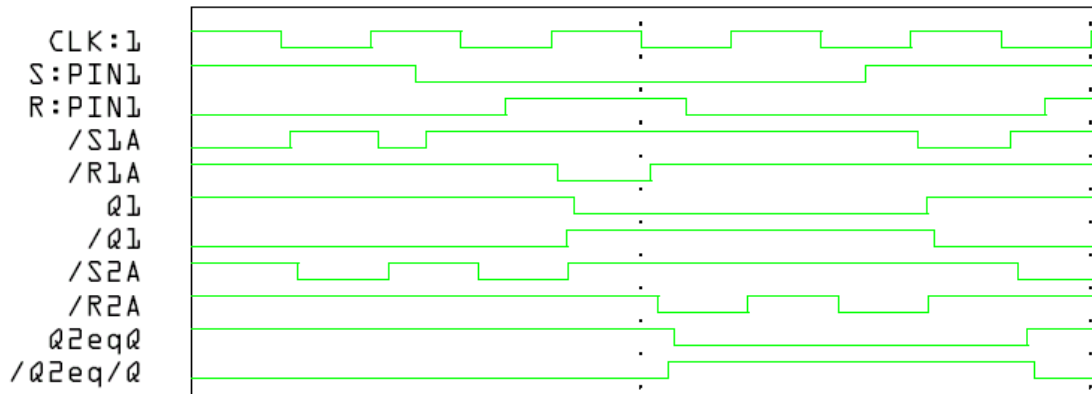 CLK:1
S:PIN1
R:PIN1
/S1A
/R1A
Q1
/Q1
/S2A
/R2A
Q2eqQ
/Q2eq/Q